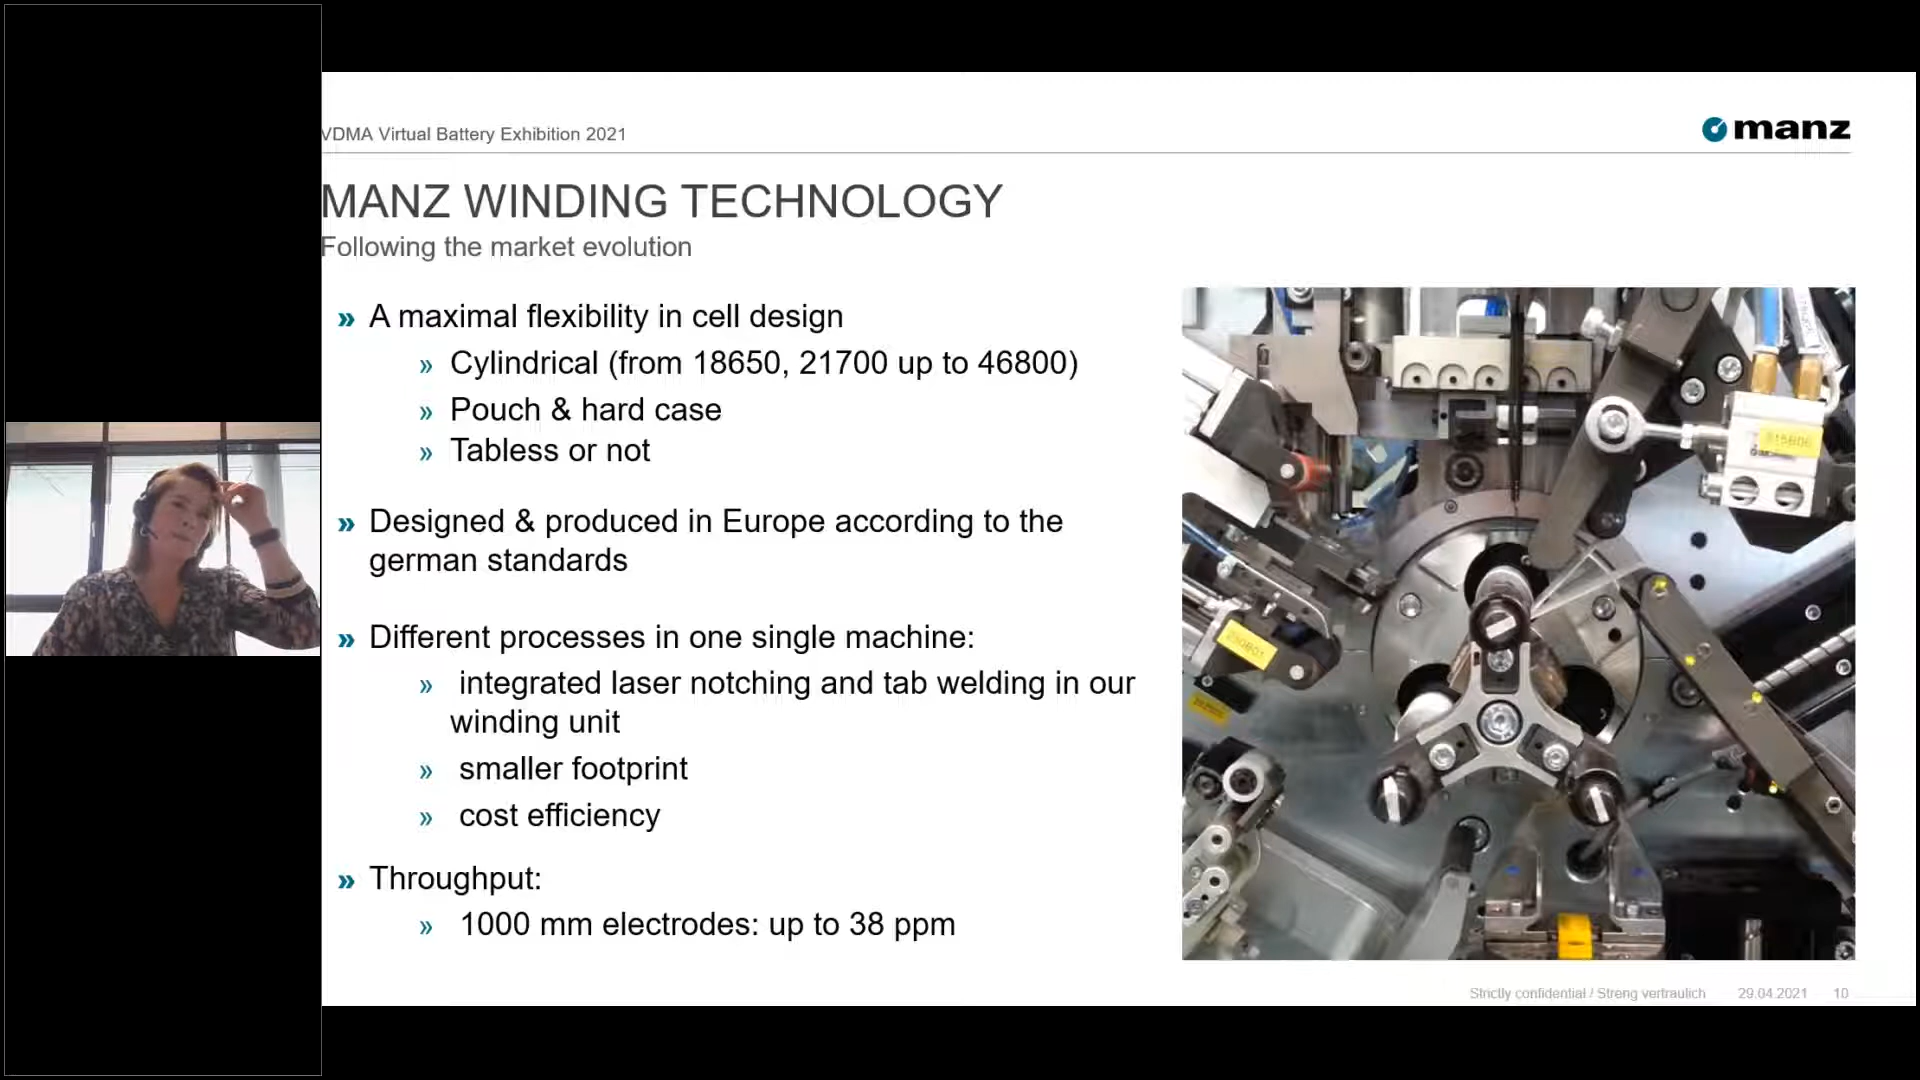 VDMA Virtual Battery Exhibition 2021
manz
MANZ WINDING TECHNOLOGY
Following the market evolution
» A maximal flexibility in cell design
» Cylindrical (from 18650, 21700 up to 46800)
» Pouch & hard case
» Tabless or not
» Designed & produced in Europe according to the
german standards
» Different processes in one single machine:
» integrated laser notching and tab welding in our
winding unit
» smaller footprint
» cost efficiency
» Throughput:
» 1000 mm electrodes: up to 38 ppm
Strictly confidential / Streng vertraulich 29.04.2021 10